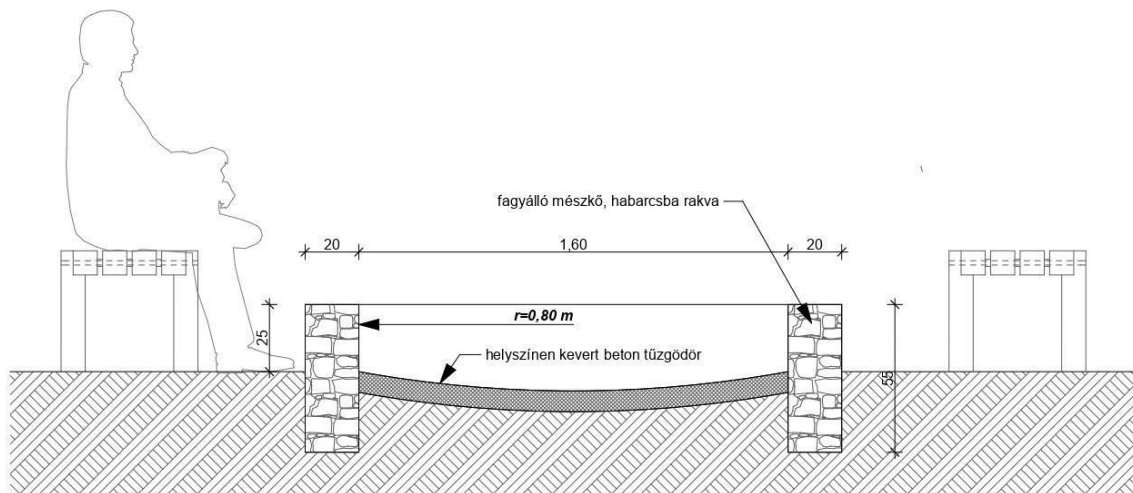 fagyálló mészkő, habarcsba rakva
20
1,60
20
25
r=0,80 m
helyszínen kevert beton tűzgödör
55